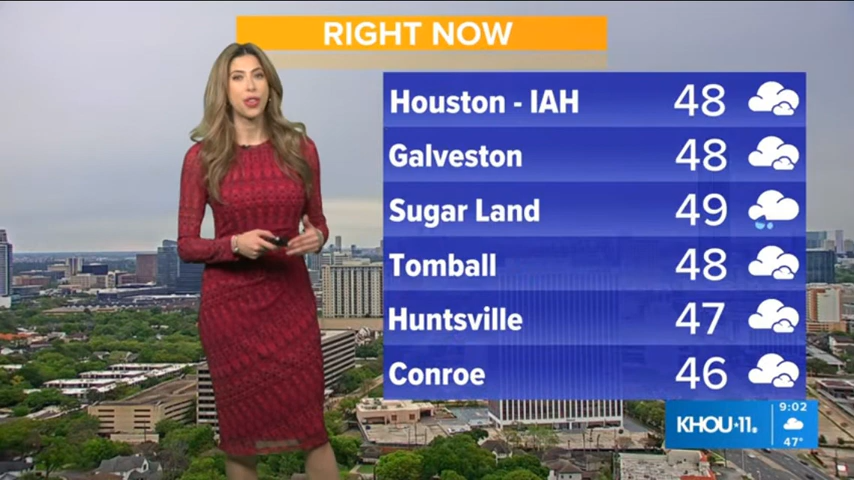 RIGHT NOW
Houston - IAH 48
Galveston 48
Sugar Land 49
Tomball 48
Huntsville 47
Conroe 46
KHOU·11.
9:02
47°